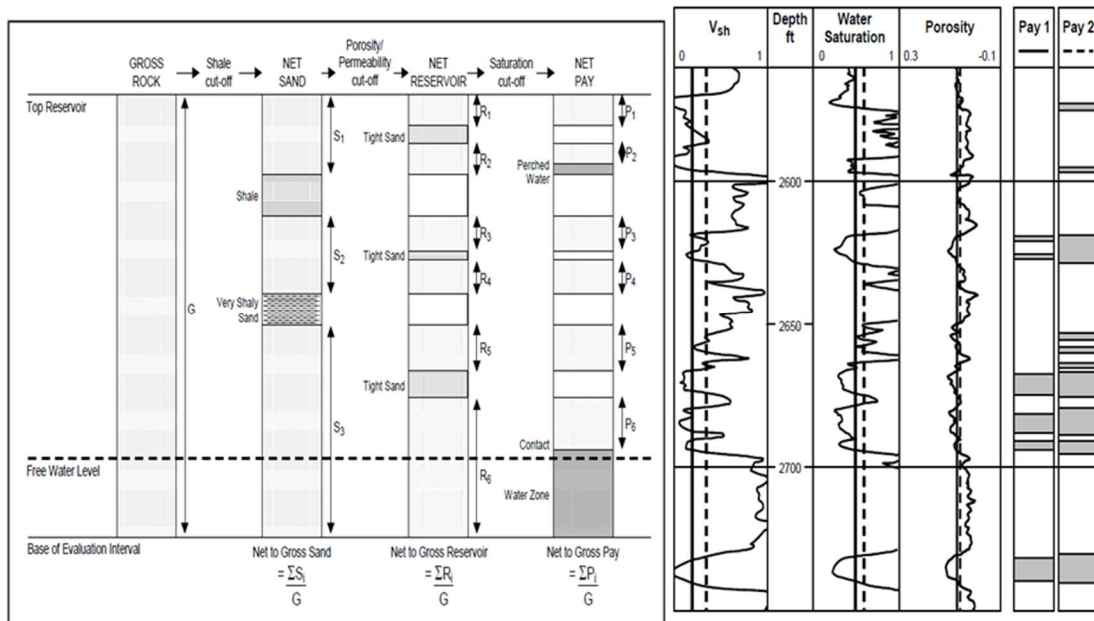 GROSS ROCK
Shale cut-off
NET SAND
Porosity/ Permeability cut-off
NET RESERVOIR
Saturation cut-off
NET PAY
Top Reservoir
G
Shale
Very Shaly Sand
S1
S2
S3
Tight Sand
Tight Sand
Tight Sand
R1
R2
R3
R4
R5
R6
Perched Water
Contact
Water Zone
P1
P2
P3
P4
P5
P6
Free Water Level
Base of Evaluation Interval
Net to Gross Sand
= ΣSi
G
Net to Gross Reservoir
= ΣRi
G
Net to Gross Pay
= ΣPi
G
Vsh
0 1
Depth
ft
Water Saturation
0 1
Porosity
0.3 -0.1
Pay 1
Pay 2
2600
2650
2700